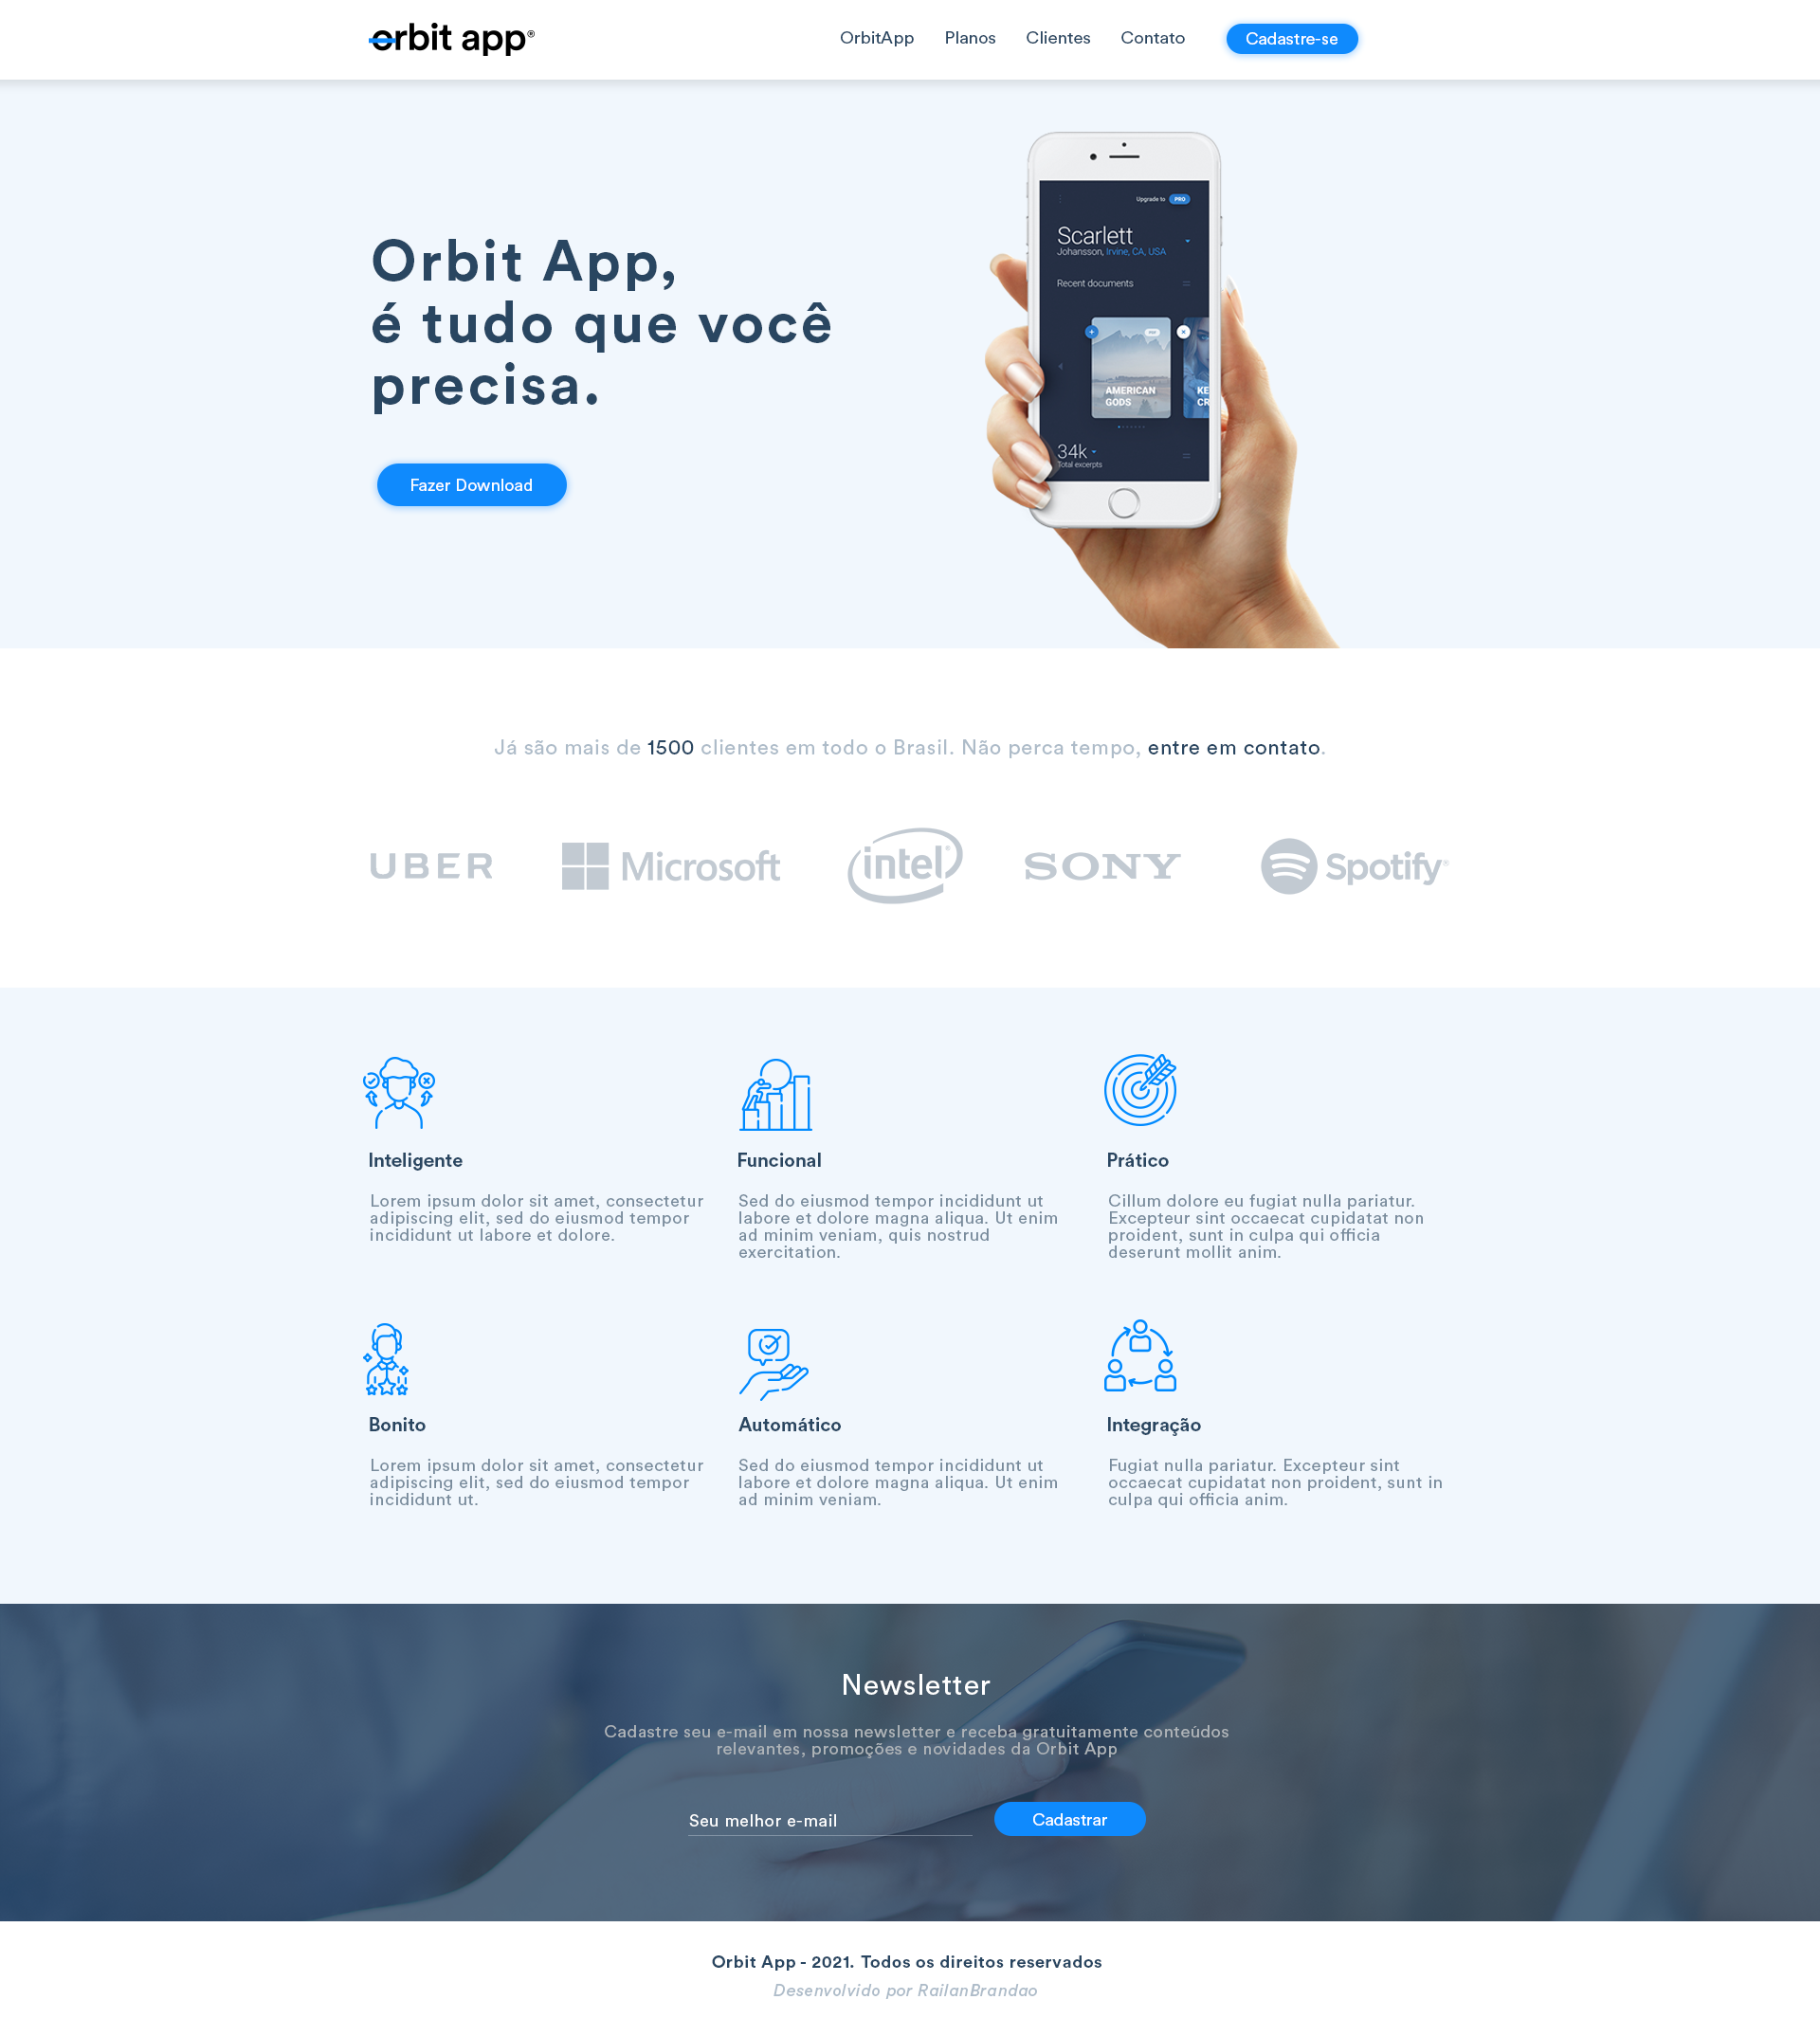 orbit app®
OrbitApp Planos Clientes Contato Cadastre-se
Upgrade to PRO
Scarlett
Johansson, Irvine, CA, USA
Recent documents
AMERICAN
GODS
KE
CR
34k
Total excerpts
Orbit App,
é tudo que você
precisa.
Fazer Download
Já são mais de 1500 clientes em todo o Brasil. Não perca tempo, entre em contato.
UBER Microsoft intel® SONY Spotify®
Inteligente
Lorem ipsum dolor sit amet, consectetur
adipiscing elit, sed do eiusmod tempor
incididunt ut labore et dolore.
Funcional
Sed do eiusmod tempor incididunt ut
labore et dolore magna aliqua. Ut enim
ad minim veniam, quis nostrud
exercitation.
Prático
Cillum dolore eu fugiat nulla pariatur.
Excepteur sint occaecat cupidatat non
proident, sunt in culpa qui officia
deserunt mollit anim.
Bonito
Lorem ipsum dolor sit amet, consectetur
adipiscing elit, sed do eiusmod tempor
incididunt ut.
Automático
Sed do eiusmod tempor incididunt ut
labore et dolore magna aliqua. Ut enim
ad minim veniam.
Integração
Fugiat nulla pariatur. Excepteur sint
occaecat cupidatat non proident, sunt in
culpa qui officia anim.
Newsletter
Cadastre seu e-mail em nossa newsletter e receba gratuitamente conteúdos
relevantes, promoções e novidades da Orbit App
Seu melhor e-mail
Cadastrar
Orbit App - 2021. Todos os direitos reservados
Desenvolvido por RailanBrandao